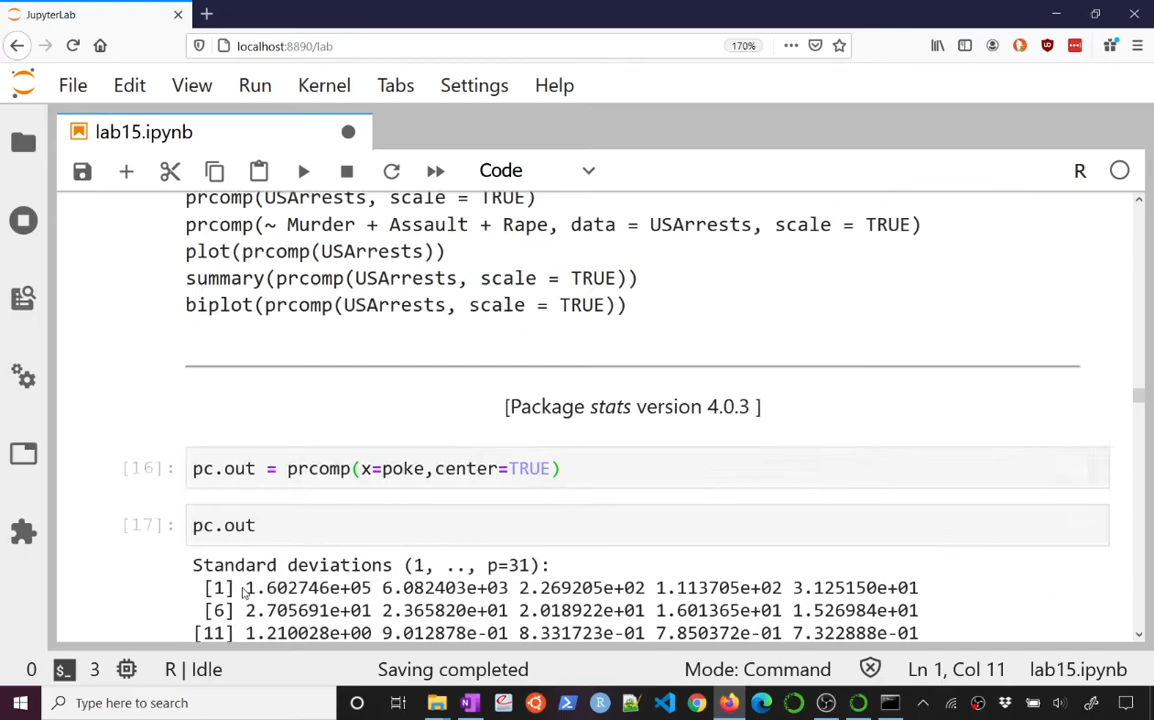 JupyterLab
localhost:8890/lab
170%
File Edit View Run Kernel Tabs Settings Help
lab15.ipynb
Code
R
prcomp(USArrests, scale = TRUE)
prcomp(~ Murder + Assault + Rape, data = USArrests, scale = TRUE)
plot(prcomp(USArrests))
summary(prcomp(USArrests, scale = TRUE))
biplot(prcomp(USArrests, scale = TRUE))
[Package stats version 4.0.3 ]
[16]: pc.out = prcomp(x=poke,center=TRUE)
[17]: pc.out
Standard deviations (1, .., p=31):
[1] 1.602746e+05 6.082403e+03 2.269205e+02 1.113705e+02 3.125150e+01
[6] 2.705691e+01 2.365820e+01 2.018922e+01 1.601365e+01 1.526984e+01
[11] 1.210028e+00 9.012878e-01 8.331723e-01 7.850372e-01 7.322888e-01
0 3 R | Idle Saving completed Mode: Command Ln 1, Col 11 lab15.ipynb
Type here to search